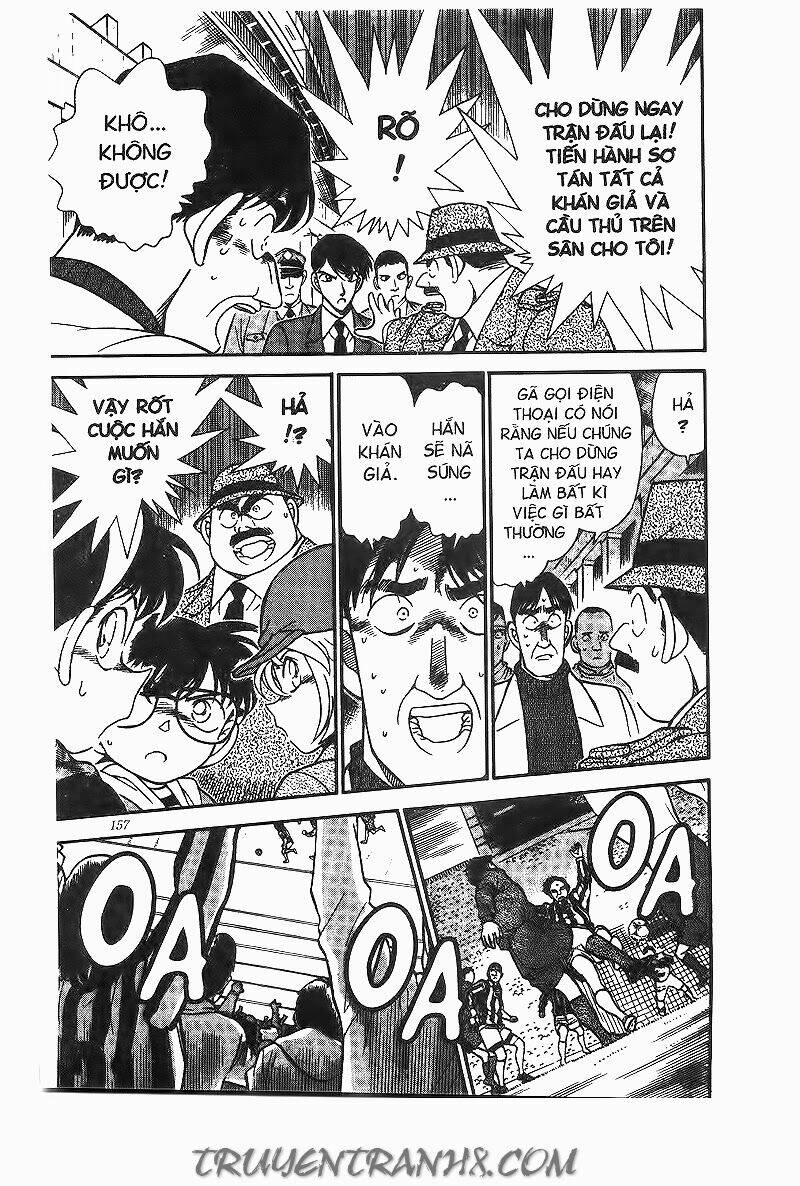 CHO DỪNG NGAY
TRẬN ĐẤU LẠI!
TIẾN HÀNH SƠ
TÁN TẤT CẢ
KHÁN GIẢ VÀ
CẦU THỦ TRÊN
SÂN CHO TÔI!
RÕ
!
KHÔ...
KHÔNG
ĐƯỢC!
HẢ
?
GÃ GỌI ĐIỆN
THOẠI CÓ NÓI
RẰNG NẾU CHÚNG
TA CHO DỪNG
TRẬN ĐẤU HAY
LÀM BẤT KÌ
VIỆC GÌ BẤT
THƯỜNG
...
HẮN
SẼ NÃ
SÚNG
...
VÀO
KHÁN
GIẢ.
HẢ
!?
VẬY RỐT
CUỘC HẮN
MUỐN
GÌ?
157
OA
OA
OA
TRUYENTRANH8.COM